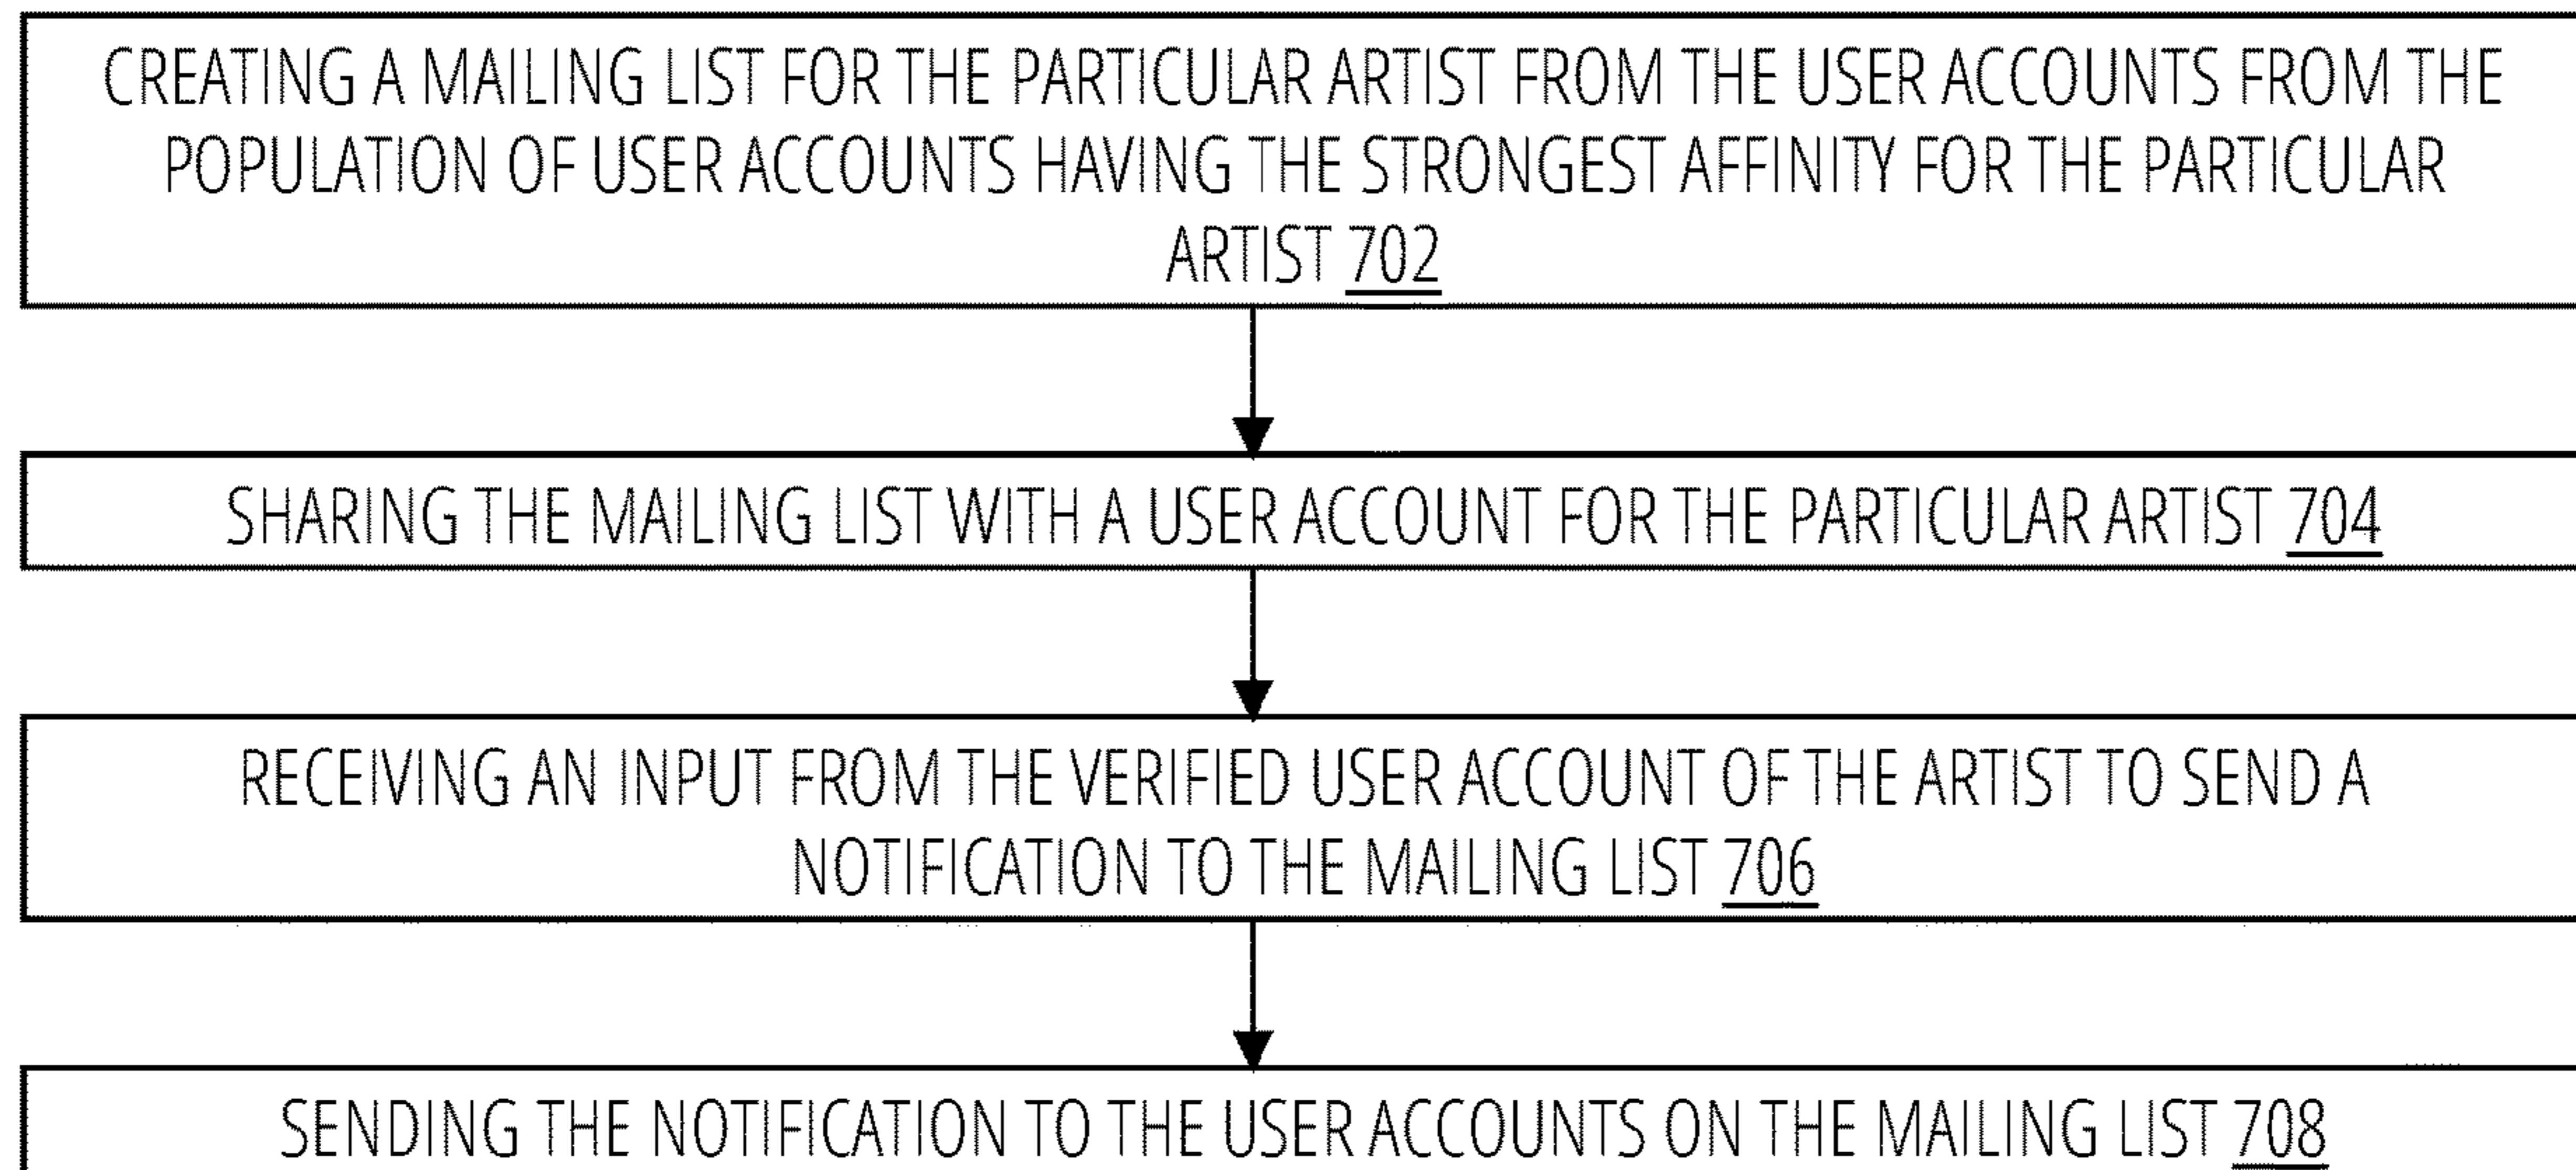 CREATING A MAILING LIST FOR THE PARTICULAR ARTIST FROM THE USER ACCOUNTS FROM THE
POPULATION OF USER ACCOUNTS HAVING THE STRONGEST AFFINITY FOR THE PARTICULAR
ARTIST 702
SHARING THE MAILING LIST WITH A USER ACCOUNT FOR THE PARTICULAR ARTIST 704
RECEIVING AN INPUT FROM THE VERIFIED USER ACCOUNT OF THE ARTIST TO SEND A
NOTIFICATION TO THE MAILING LIST 706
SENDING THE NOTIFICATION TO THE USER ACCOUNTS ON THE MAILING LIST 708